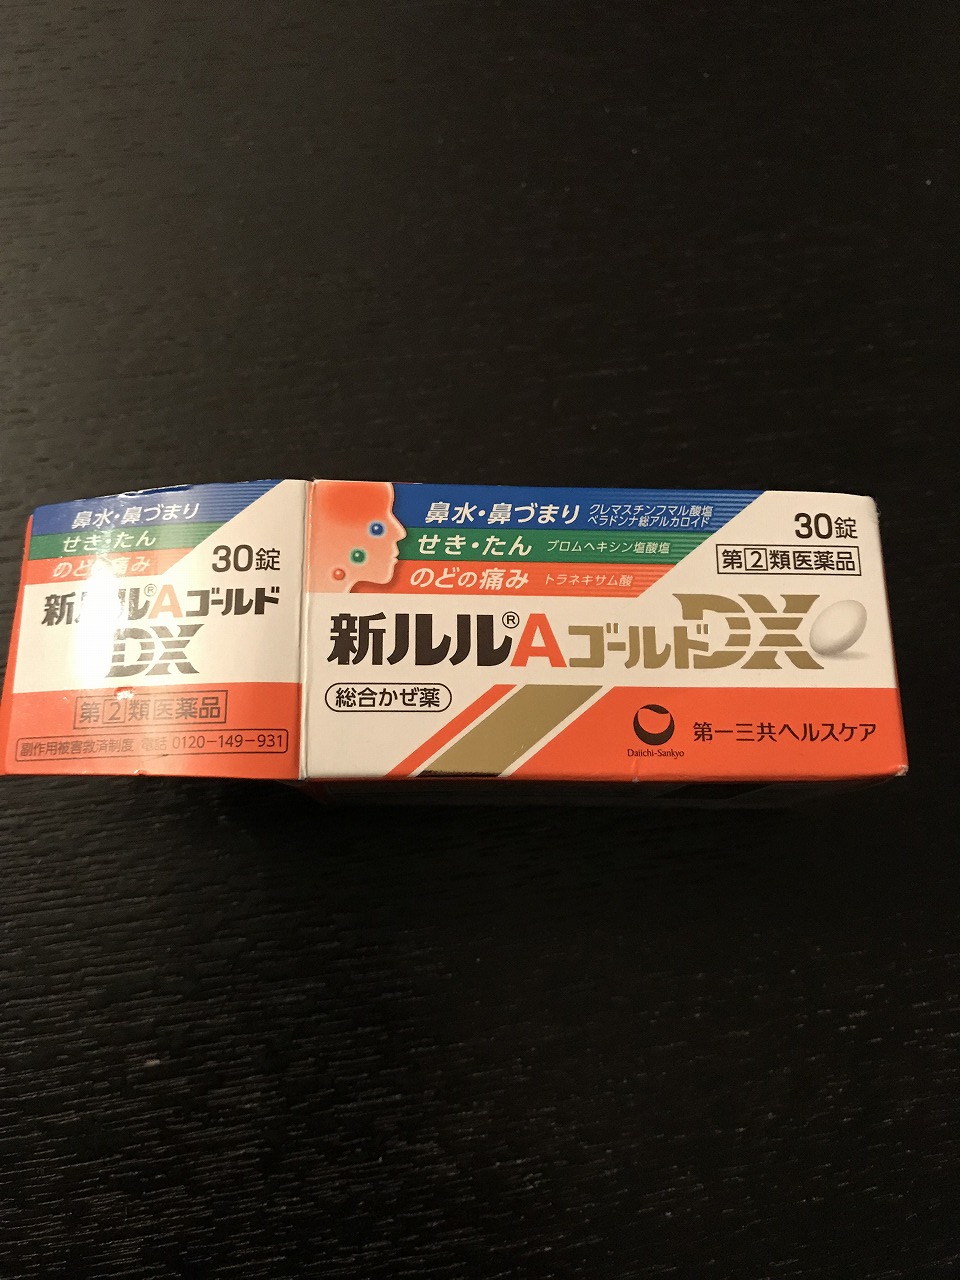 鼻水・鼻づまり
せき・たん
のどの痛み
30錠
新ルル®Aゴールド
DX
第②類医薬品
副作用被害救済制度 電話 0120-149-931
鼻水・鼻づまり クレマスチンフマル酸塩
ベラドンナ総アルカロイド
せき・たん ブロムヘキシン塩酸塩
のどの痛み トラネキサム酸
30錠
指定第②類医薬品
新ルル®AゴールドDX
総合かぜ薬
Daiichi-Sankyo
第一三共ヘルスケア